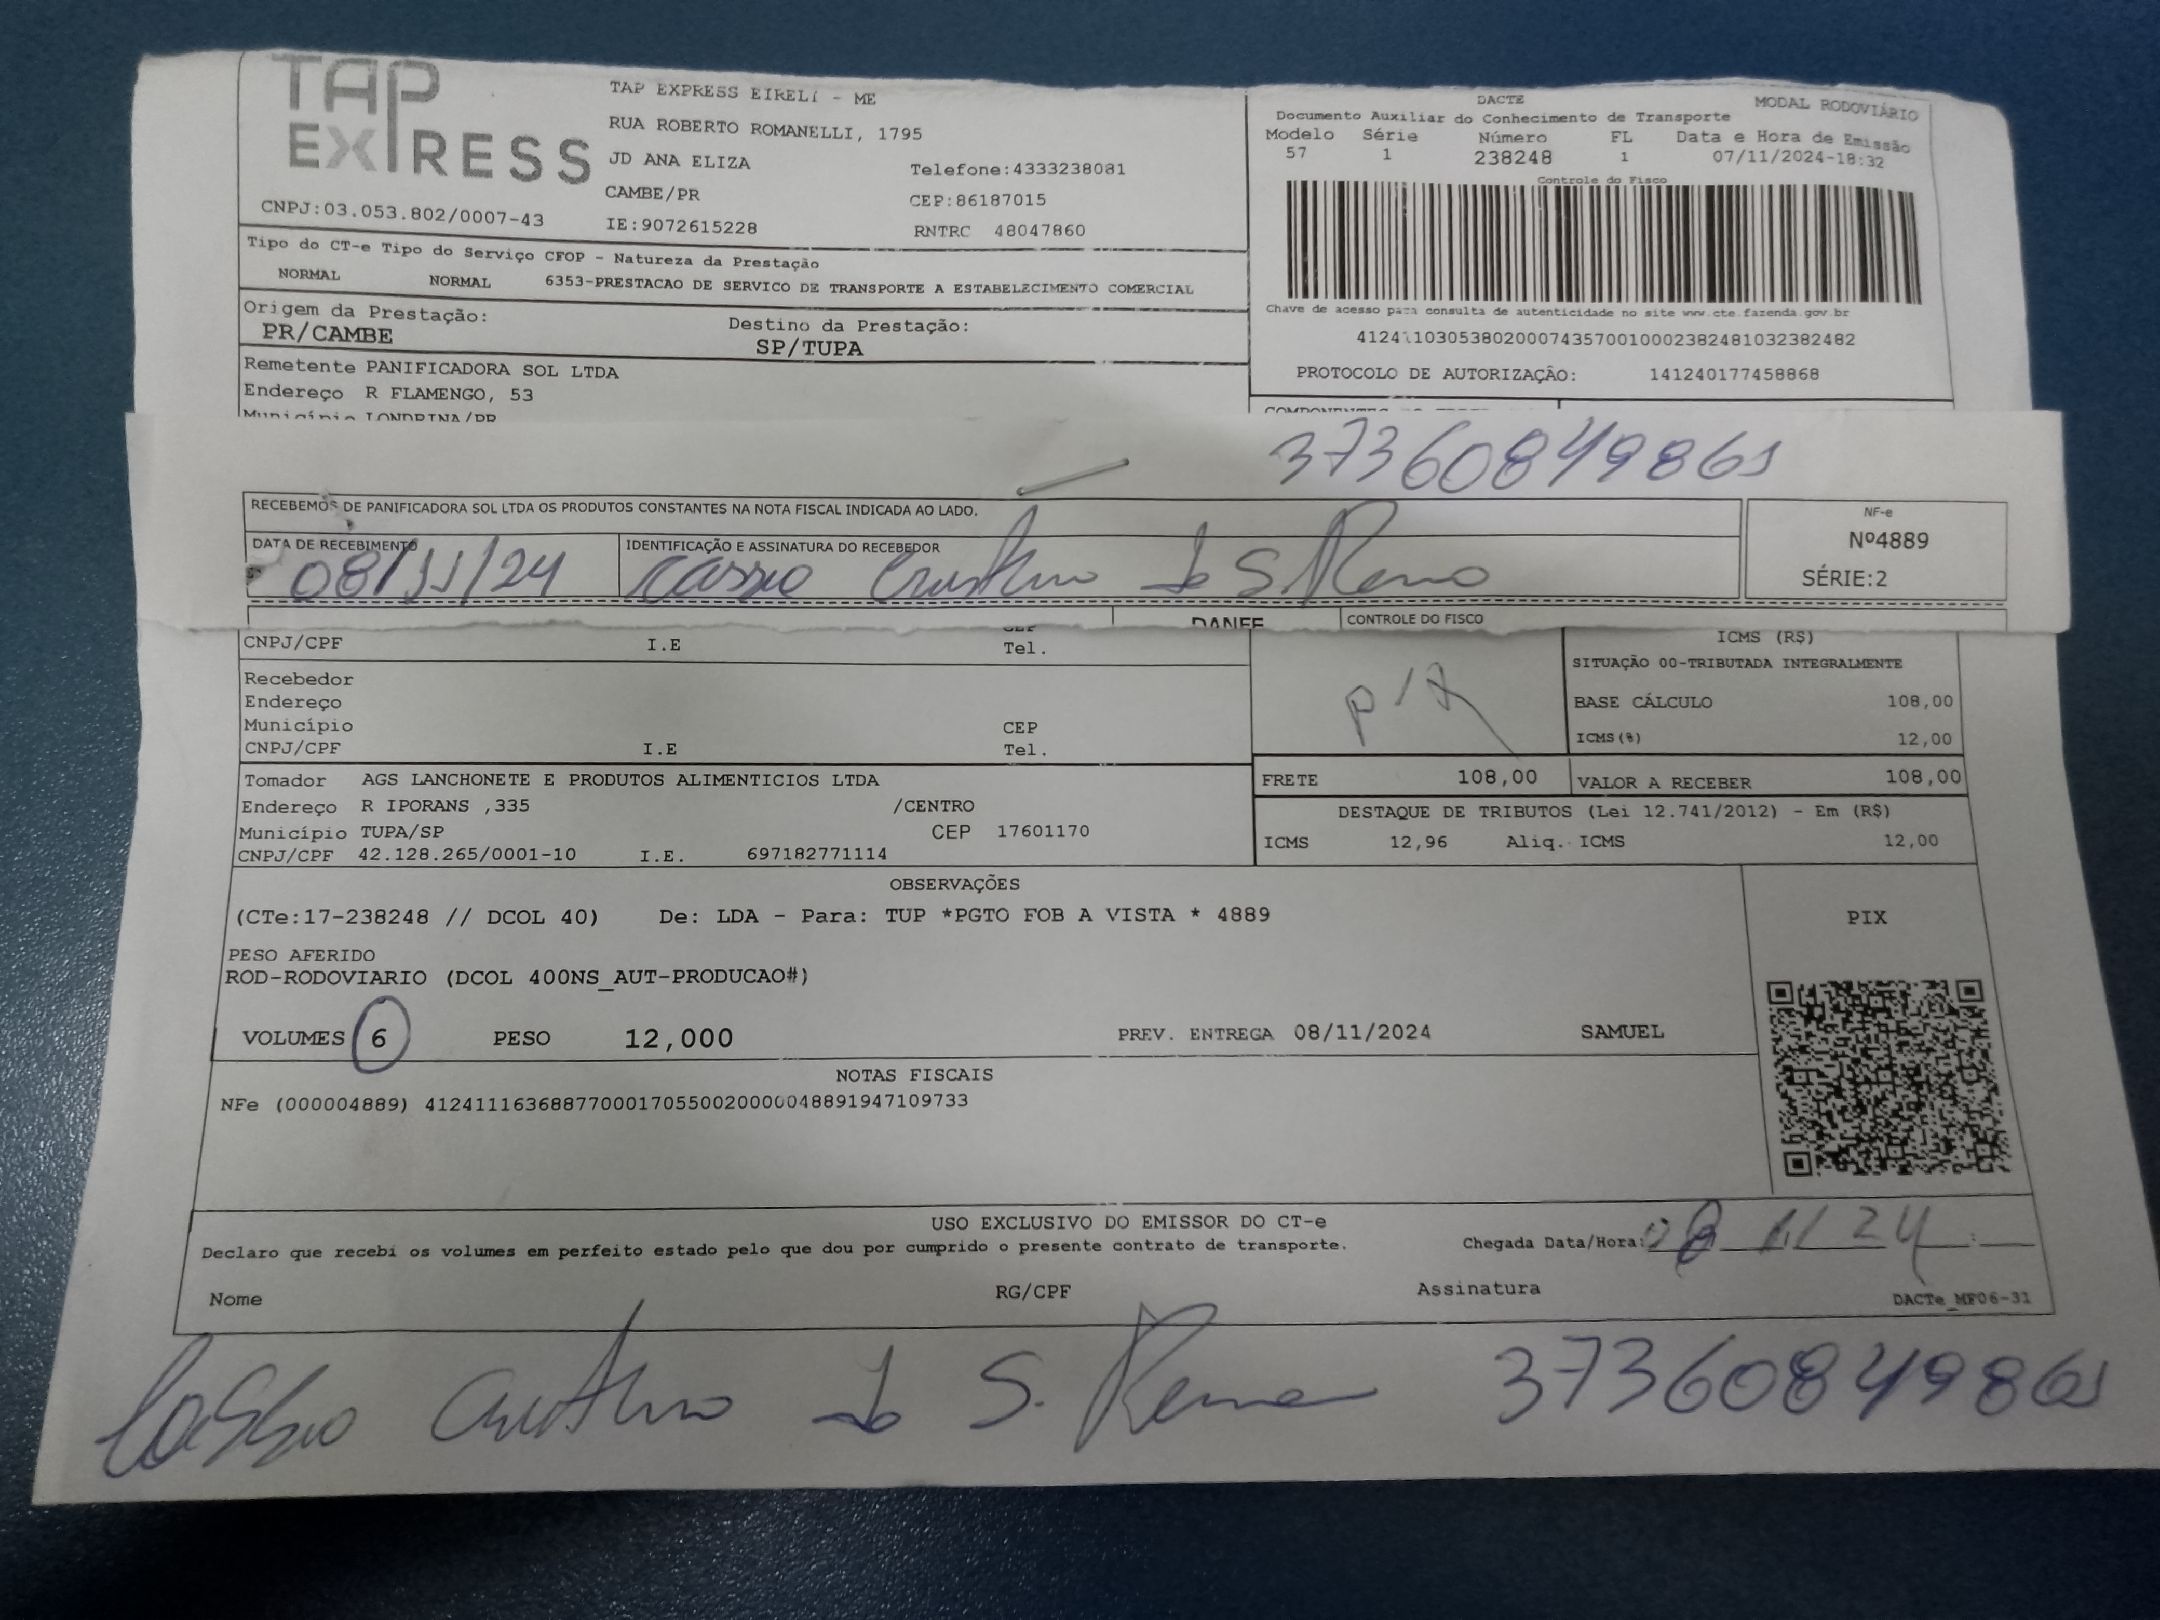 TAP EXPRESS
TAP EXPRESS EIRELI - ME
RUA ROBERTO ROMANELLI, 1795
JD ANA ELIZA Telefone:4333238081
CAMBE/PR CEP:86187015
CNPJ:03.053.802/0007-43 IE:9072615228 RNTRC 48047860
DACTE MODAL RODOVIÁRIO
Documento Auxiliar do Conhecimento de Transporte
Modelo Série Número FL Data e Hora de Emissão
57 1 238248 1 07/11/2024-18:32
Controle do Fisco
Tipo do CT-e Tipo do Serviço CFOP - Natureza da Prestação
NORMAL NORMAL 6353-PRESTACAO DE SERVICO DE TRANSPORTE A ESTABELECIMENTO COMERCIAL
Chave de acesso para consulta de autenticidade no site www.cte.fazenda.gov.br
41241103053802000743570010002382481032382482
PROTOCOLO DE AUTORIZAÇÃO: 141240177458868
Origem da Prestação: Destino da Prestação:
PR/CAMBE SP/TUPA
Remetente PANIFICADORA SOL LTDA
Endereço R FLAMENGO, 53
Município LONDRINA/PR
37360849861
RECEBEMOS DE PANIFICADORA SOL LTDA OS PRODUTOS CONSTANTES NA NOTA FISCAL INDICADA AO LADO.
NF-e
Nº4889
SÉRIE:2
DATA DE RECEBIMENTO IDENTIFICAÇÃO E ASSINATURA DO RECEBEDOR
08/11/24 Cassio
DANFE CONTROLE DO FISCO
CNPJ/CPF I.E Tel.
Recebedor
Endereço
Município CEP
CNPJ/CPF I.E Tel.
ICMS (R$)
SITUAÇÃO 00-TRIBUTADA INTEGRALMENTE
BASE CÁLCULO 108,00
ICMS(%) 12,00
Tomador AGS LANCHONETE E PRODUTOS ALIMENTICIOS LTDA
Endereço R IPORANS ,335 /CENTRO
Município TUPA/SP CEP 17601170
CNPJ/CPF 42.128.265/0001-10 I.E. 697182771114
FRETE 108,00 VALOR A RECEBER 108,00
DESTAQUE DE TRIBUTOS (Lei 12.741/2012) - Em (R$)
ICMS 12,96 Aliq. ICMS 12,00
OBSERVAÇÕES
(CTe:17-238248 // DCOL 40) De: LDA - Para: TUP *PGTO FOB A VISTA * 4889
PIX
PESO AFERIDO
ROD-RODOVIARIO (DCOL 400NS_AUT-PRODUCAO#)
VOLUMES 6 PESO 12,000 PREV. ENTREGA 08/11/2024 SAMUEL
NOTAS FISCAIS
NFe (000004889) 41241116368877000170550020000048891947109733
USO EXCLUSIVO DO EMISSOR DO CT-e
Declaro que recebi os volumes em perfeito estado pelo que dou por cumprido o presente contrato de transporte. Chegada Data/Hora: 08 11/24
Nome RG/CPF Assinatura
DACTe_MF06-31
Cassio 37360849861